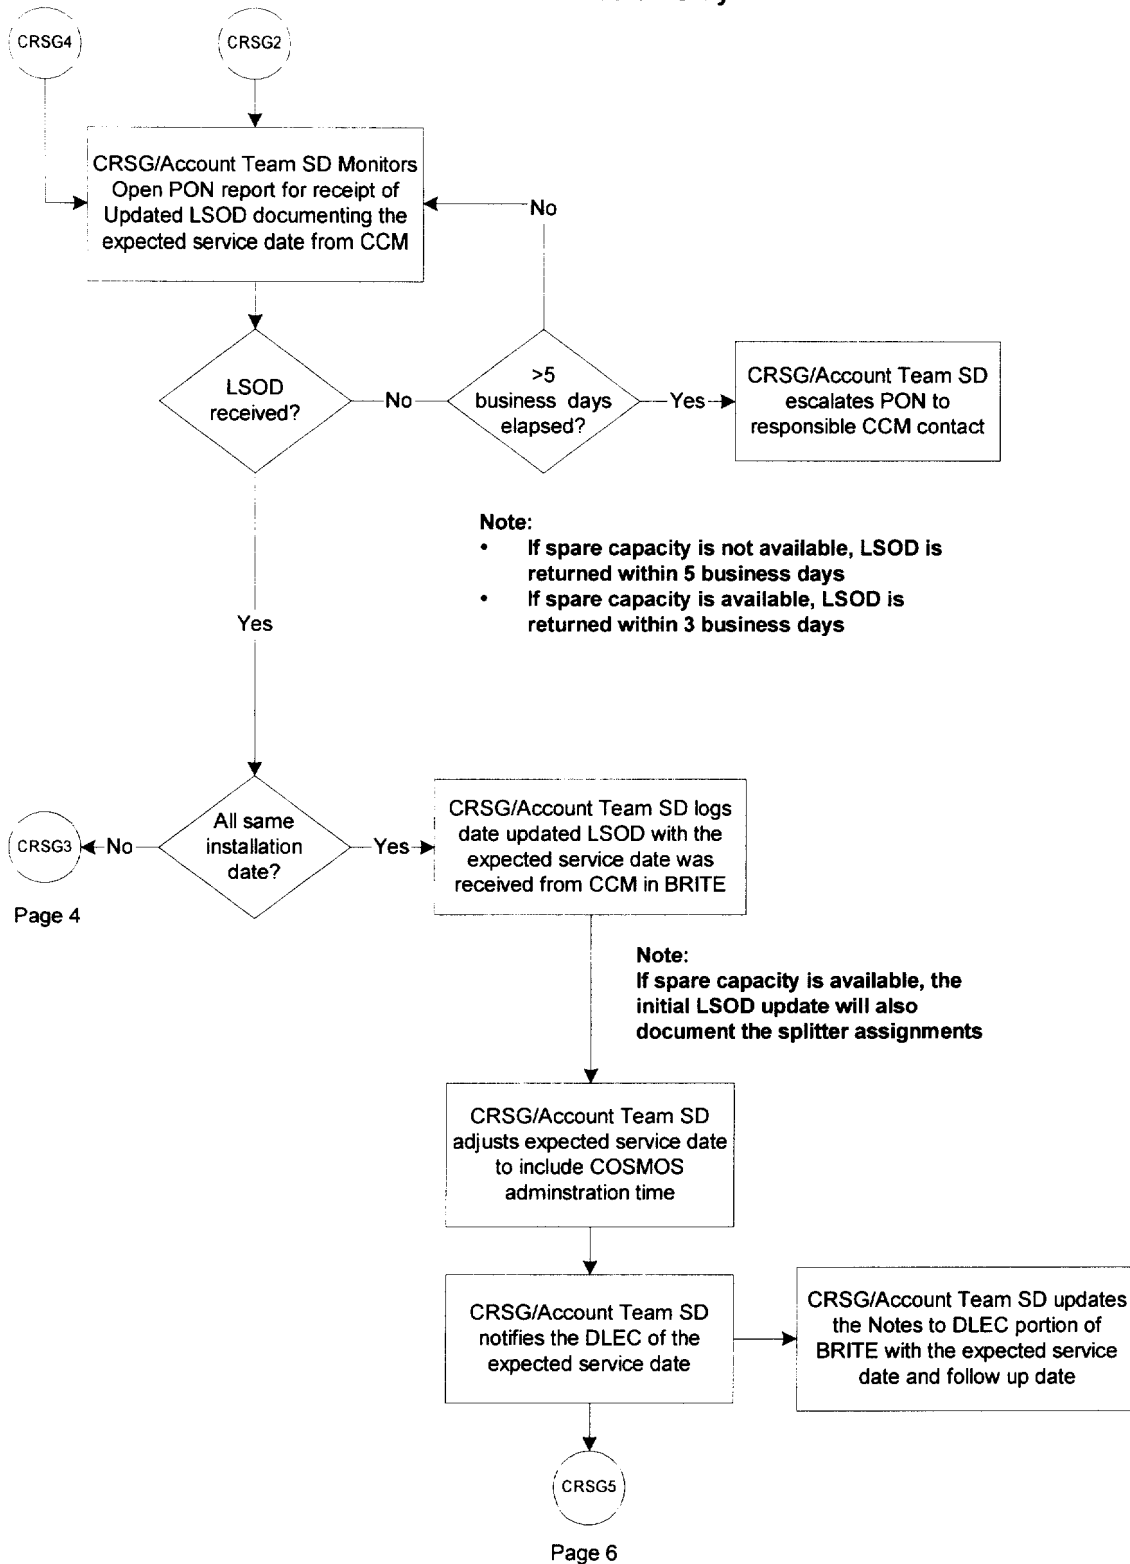 CRSG4
CRSG2
CRSG/Account Team SD Monitors
Open PON report for receipt of
Updated LSOD documenting the
expected service date from CCM
No
LSOD
received?
No
>5
business days
elapsed?
Yes
CRSG/Account Team SD
escalates PON to
responsible CCM contact
Note:
• If spare capacity is not available, LSOD is
returned within 5 business days
• If spare capacity is available, LSOD is
returned within 3 business days
Yes
CRSG3
No
All same
installation
date?
Yes
CRSG/Account Team SD logs
date updated LSOD with the
expected service date was
received from CCM in BRITE
Page 4
Note:
If spare capacity is available, the
initial LSOD update will also
document the splitter assignments
CRSG/Account Team SD
adjusts expected service date
to include COSMOS
adminstration time
CRSG/Account Team SD
notifies the DLEC of the
expected service date
CRSG/Account Team SD updates
the Notes to DLEC portion of
BRITE with the expected service
date and follow up date
CRSG5
Page 6